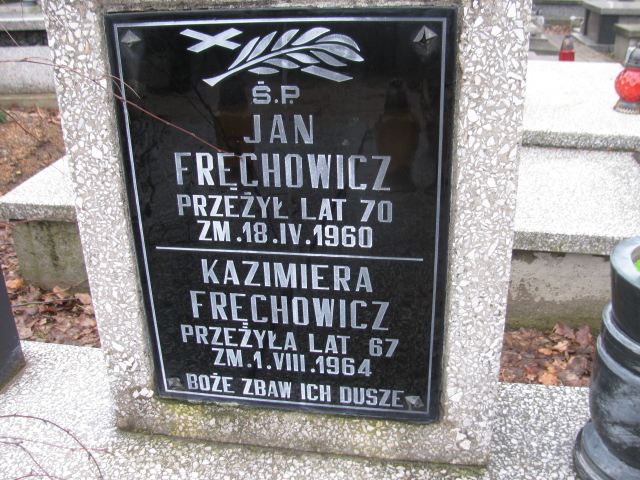 Ś.P.
JAN
FRĘCHOWICZ
PRZEŻYŁ LAT 70
ZM.18.IV.1960
KAZIMIERA
FRĘCHOWICZ
PRZEŻYŁA LAT 67
ZM.1.VIII.1964
BOŻE ZBAW ICH DUSZE